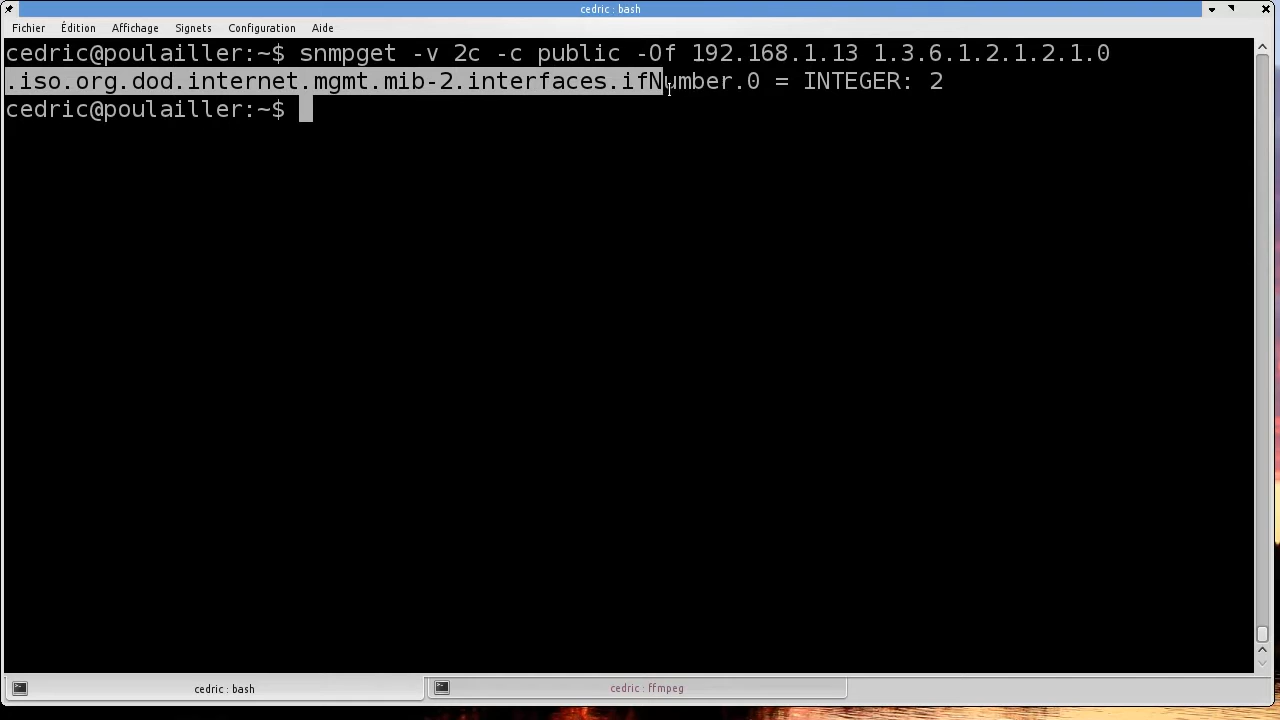 cedric : bash
Fichier Édition Affichage Signets Configuration Aide
cedric@poulailler:~$ snmpget -v 2c -c public -Of 192.168.1.13 1.3.6.1.2.1.2.1.0
.iso.org.dod.internet.mgmt.mib-2.interfaces.ifNumber.0 = INTEGER: 2
cedric@poulailler:~$
cedric : bash cedric : ffmpeg